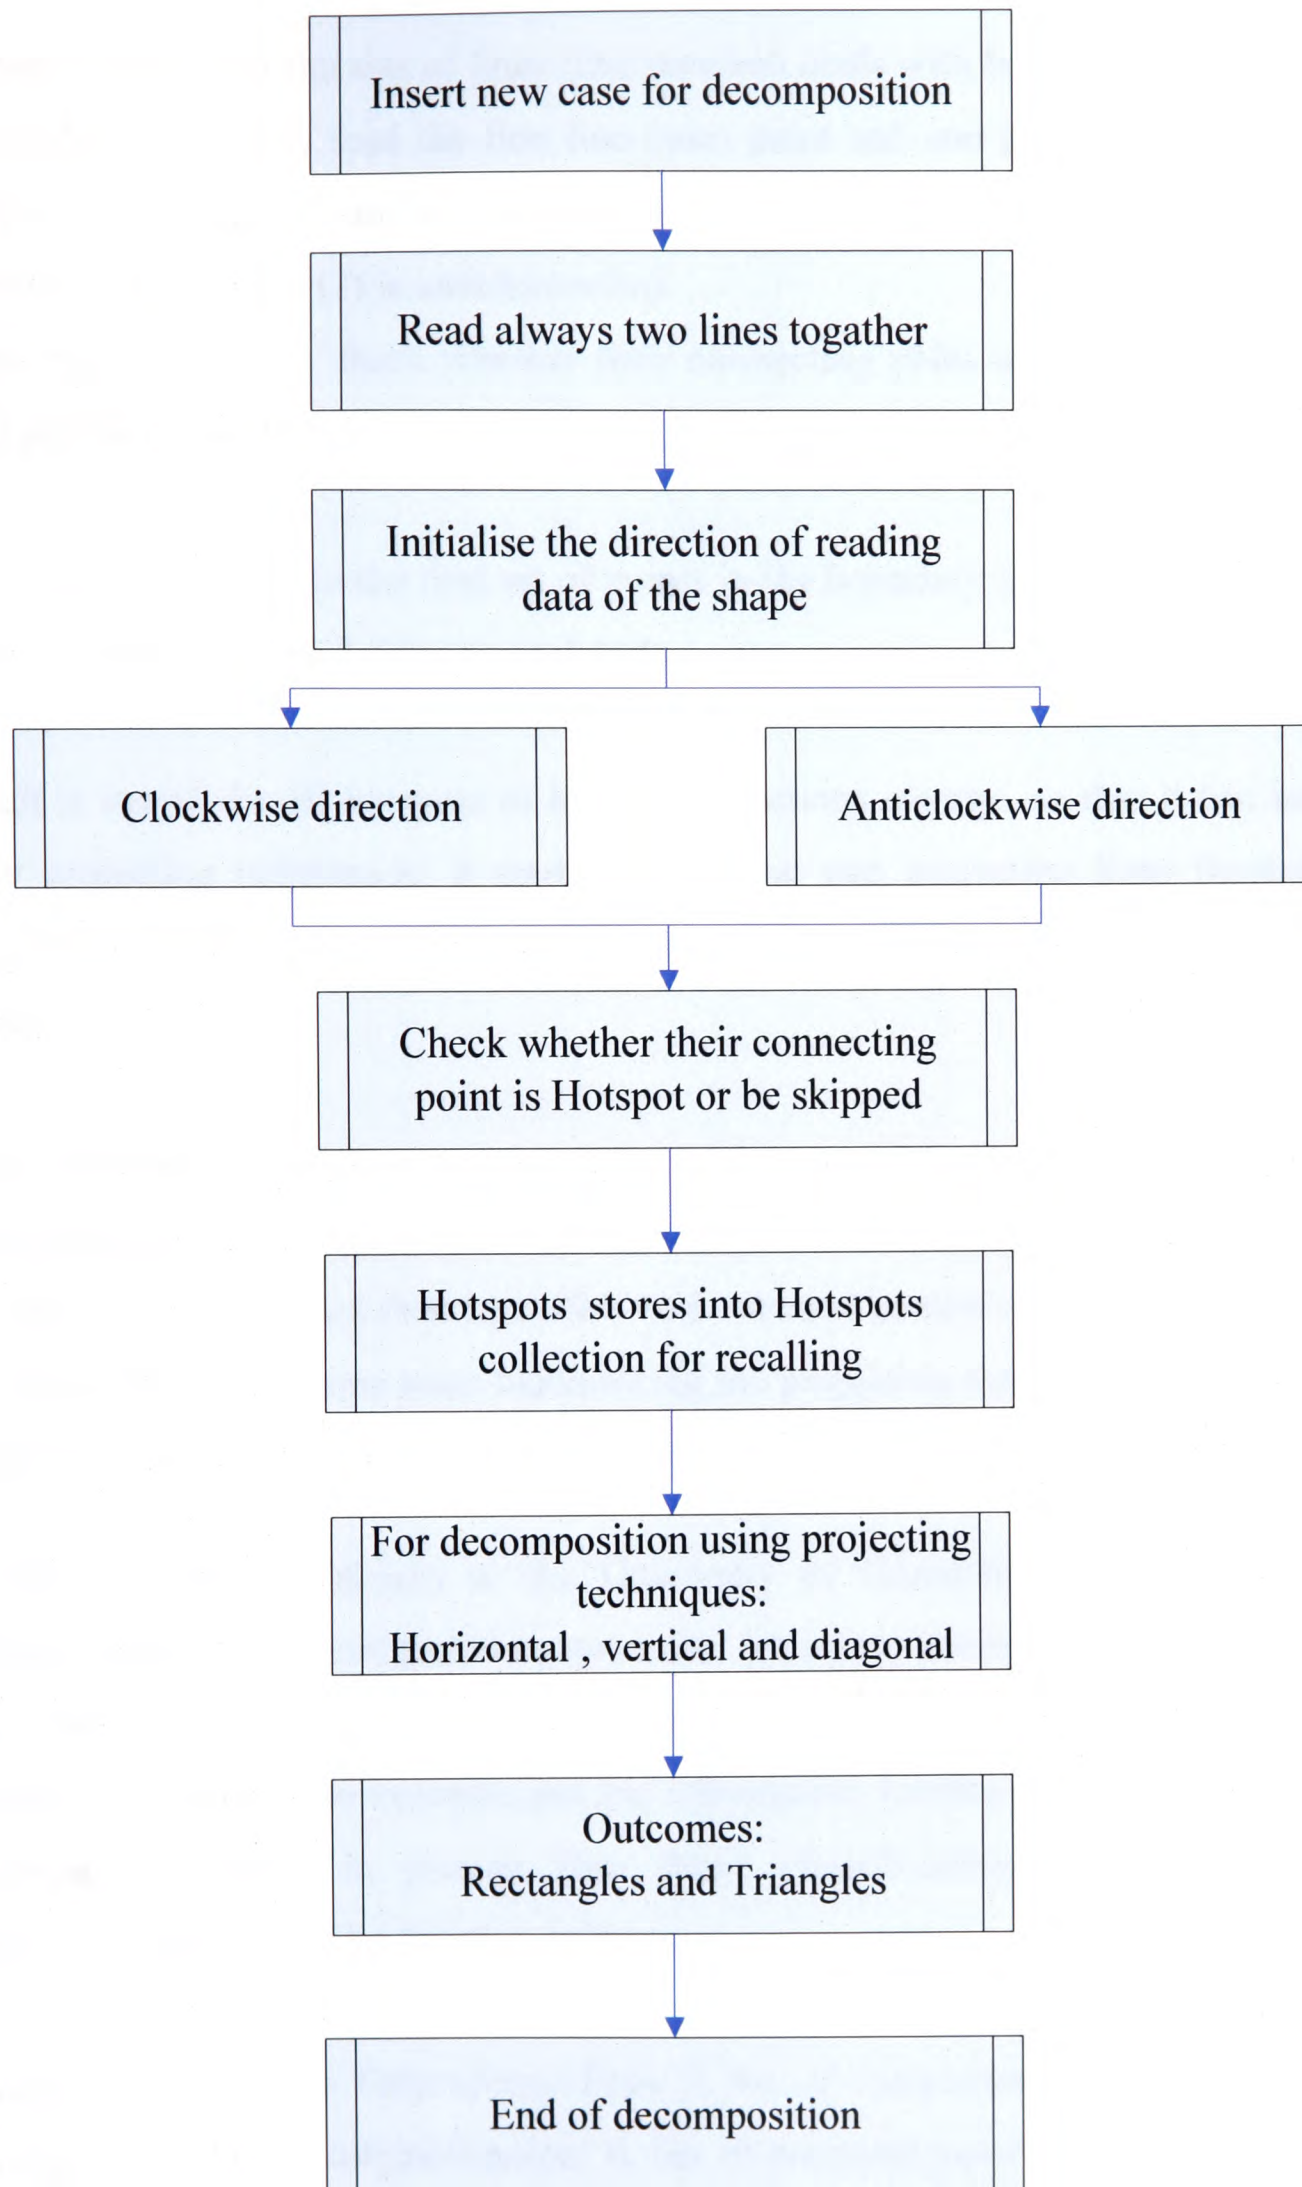 Insert new case for decomposition
Read always two lines togather
Initialise the direction of reading
data of the shape
Clockwise direction
Anticlockwise direction
Check whether their connecting
point is Hotspot or be skipped
Hotspots stores into Hotspots
collection for recalling
For decomposition using projecting
techniques:
Horizontal , vertical and diagonal
Outcomes:
Rectangles and Triangles
End of decomposition